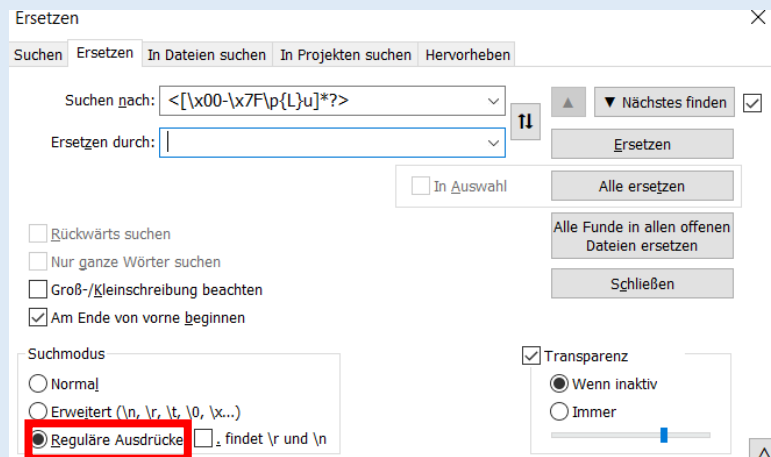 Ersetzen
Suchen Ersetzen In Dateien suchen In Projekten suchen Hervorheben
Suchen nach: <[\x00-\x7F\p{L}u]*?> ▲ ▼ Nächstes finden
Ersetzen durch: Ersetzen
In Auswahl Alle ersetzen
Alle Funde in allen offenen
Dateien ersetzen
Rückwärts suchen
Nur ganze Wörter suchen
Groß-/Kleinschreibung beachten Schließen
Am Ende von vorne beginnen
Suchmodus Transparenz
Normal Wenn inaktiv
Erweitert (\n, \r, \t, \0, \x...) Immer
Reguläre Ausdrücke . findet \r und \n